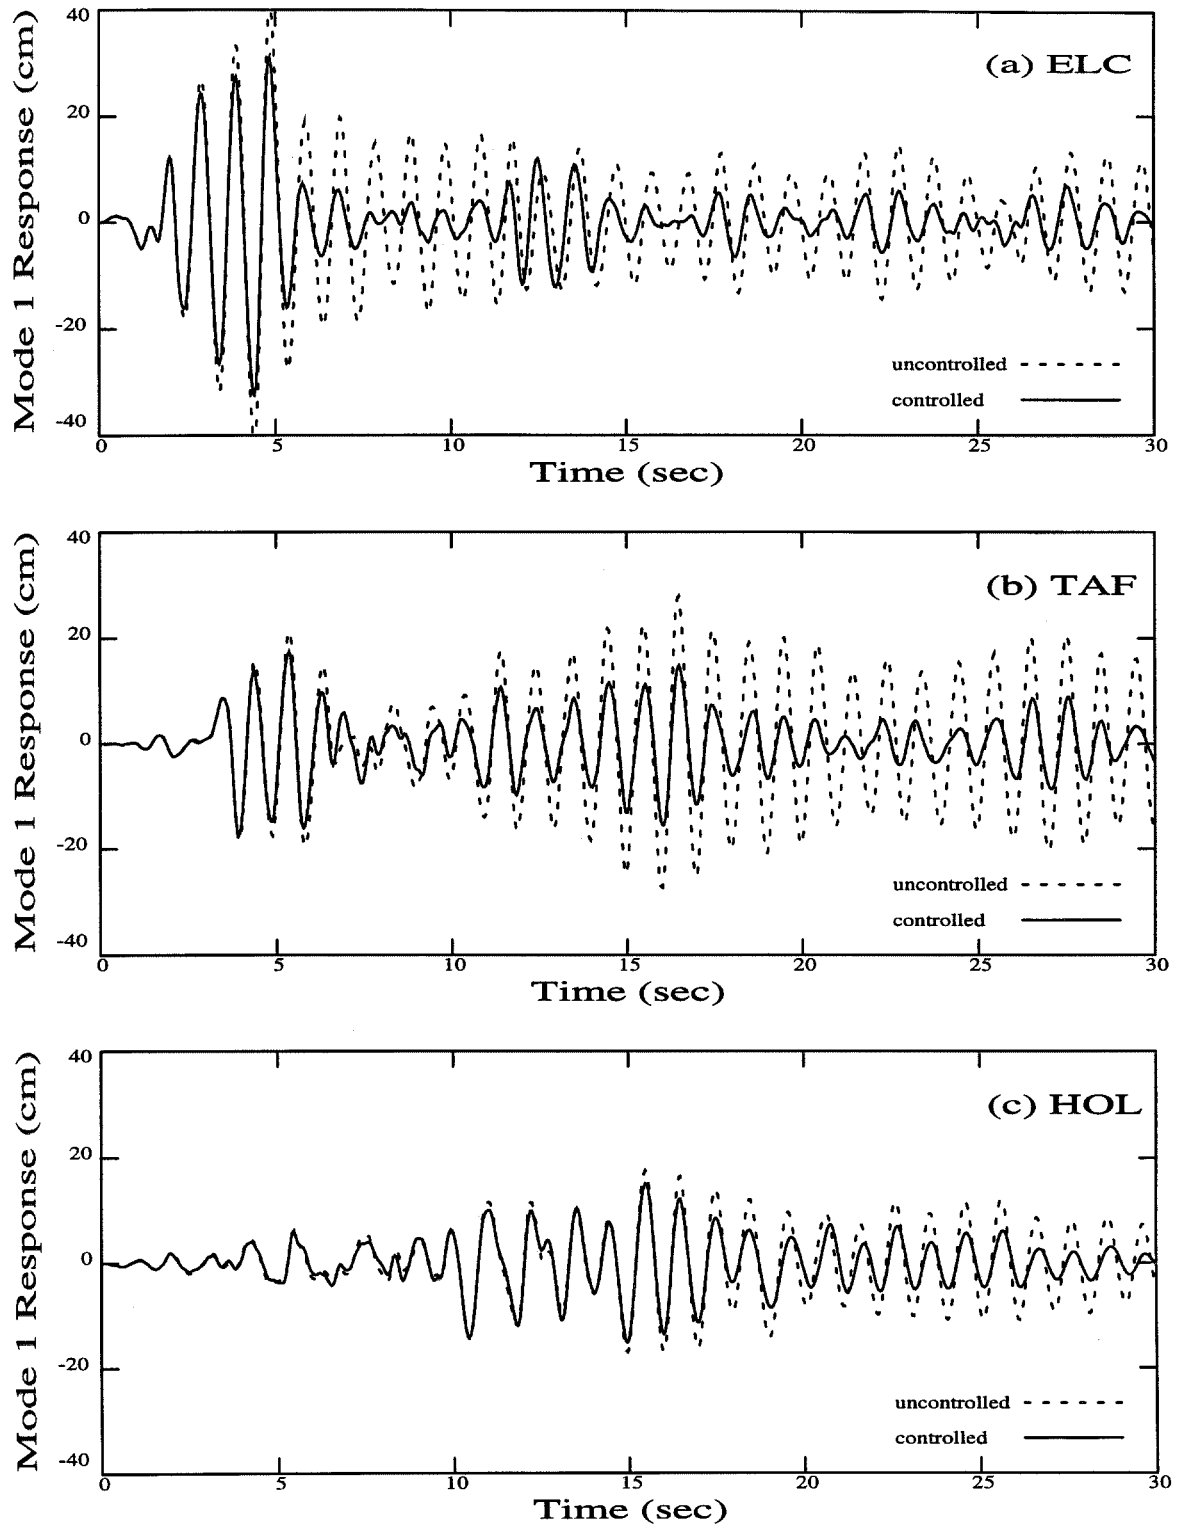 Mode 1 Response (cm)
40
20
0
-20
-40
(a) ELC
uncontrolled
controlled
0 5 10 15 20 25 30
Time (sec)
Mode 1 Response (cm)
40
20
0
-20
-40
(b) TAF
uncontrolled
controlled
0 5 10 15 20 25 30
Time (sec)
Mode 1 Response (cm)
40
20
0
-20
-40
(c) HOL
uncontrolled
controlled
0 5 10 15 20 25 30
Time (sec)